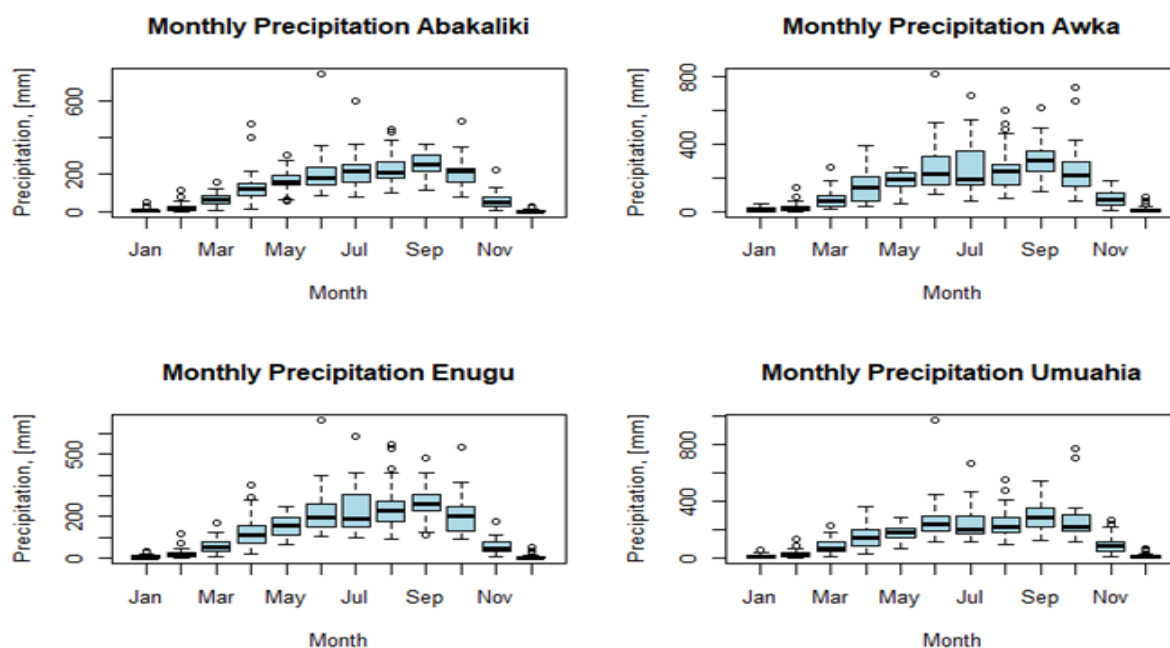 Monthly Precipitation Abakaliki
Precipitation, [mm]
600
200
0
Jan Mar May Jul Sep Nov
Month
Monthly Precipitation Awka
Precipitation, [mm]
800
400
0
Jan Mar May Jul Sep Nov
Month
Monthly Precipitation Enugu
Precipitation, [mm]
500
200
0
Jan Mar May Jul Sep Nov
Month
Monthly Precipitation Umuahia
Precipitation, [mm]
800
400
0
Jan Mar May Jul Sep Nov
Month